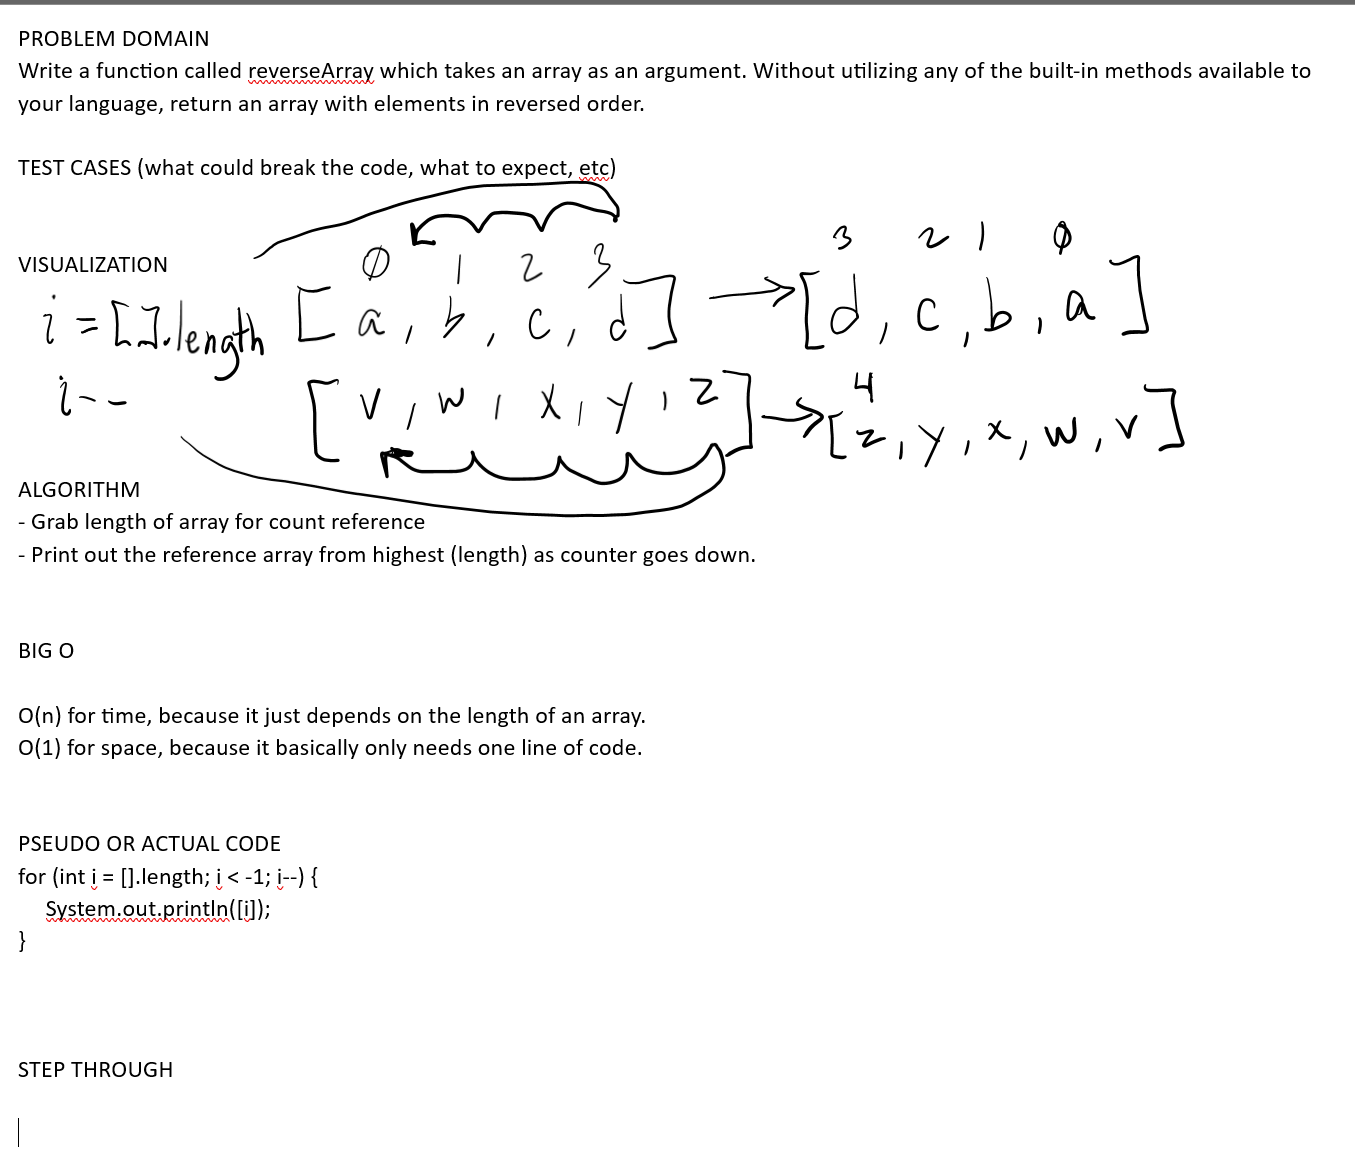 PROBLEM DOMAIN
Write a function called reverseArray which takes an array as an argument. Without utilizing any of the built-in methods available to
your language, return an array with elements in reversed order.
TEST CASES (what could break the code, what to expect, etc)
VISUALIZATION
0 1 2 3
3 2 1 0
i = [].length [a, b, c, d] → [d, c, b, a]
i--
4
[v, w, x, y, z] → [z, y, x, w, v]
ALGORITHM
- Grab length of array for count reference
- Print out the reference array from highest (length) as counter goes down.
BIG O
O(n) for time, because it just depends on the length of an array.
O(1) for space, because it basically only needs one line of code.
PSEUDO OR ACTUAL CODE
for (int i = [].length; i < -1; i--) {
System.out.println([i]);
}
STEP THROUGH